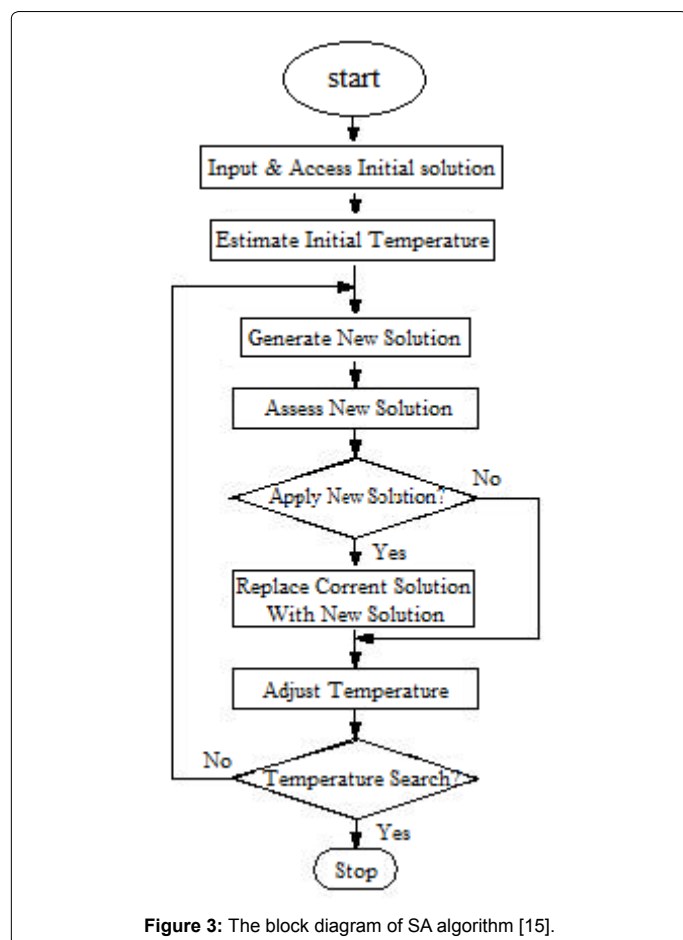 start
Input & Access Initial solution
Estimate Initial Temperature
Generate New Solution
Assess New Solution
Apply New Solution?
No
Yes
Replace Corrent Solution
With New Solution
Adjust Temperature
No
Temperature Search?
Yes
Stop
Figure 3: The block diagram of SA algorithm [15].